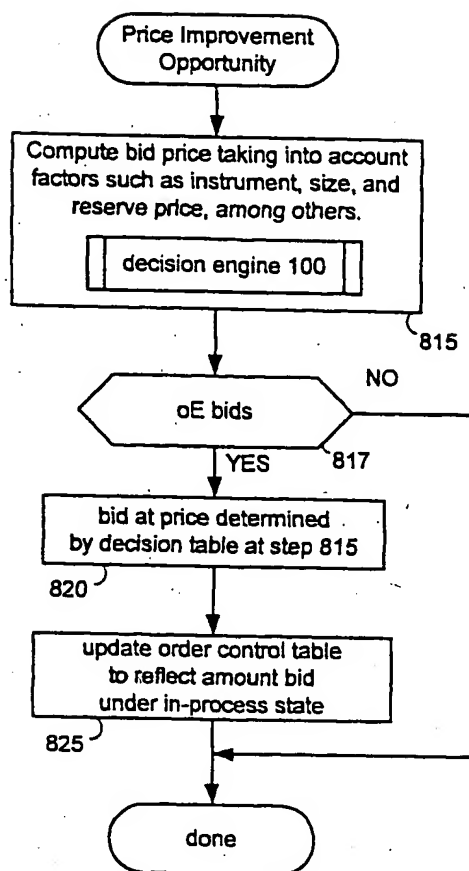 Price Improvement
Opportunity
Compute bid price taking into account
factors such as instrument, size, and
reserve price, among others.
decision engine 100
815
NO
oE bids
817
YES
bid at price determined
by decision table at step 815
820
update order control table
to reflect amount bid
under in-process state
825
done